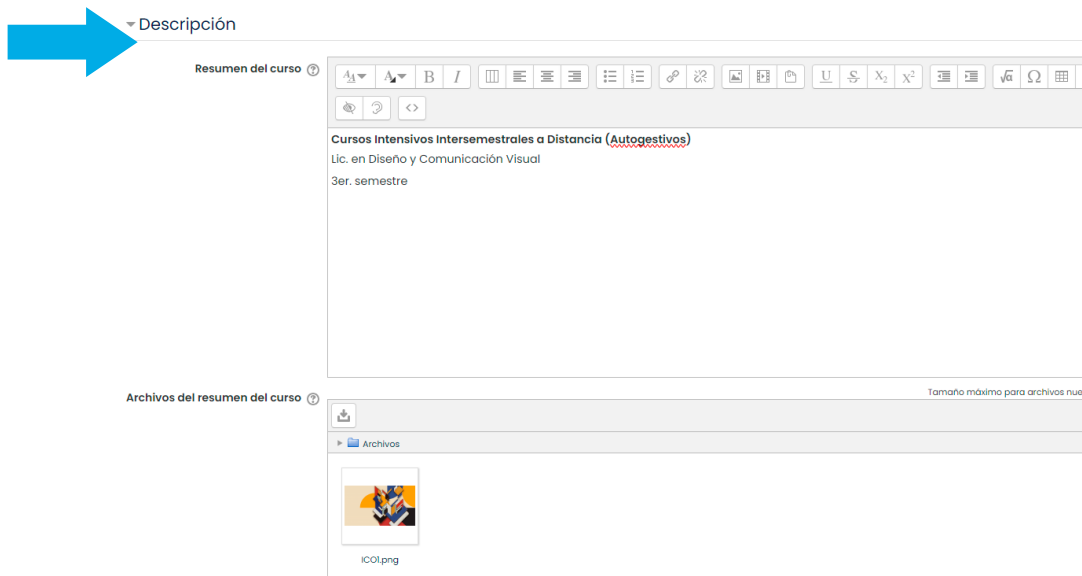 Descripción
Resumen del curso
Cursos Intensivos Intersemestrales a Distancia (Autogestivos)
Lic. en Diseño y Comunicación Visual
3er. semestre
Archivos del resumen del curso
Tamaño máximo para archivos nue
Archivos
ICO1.png